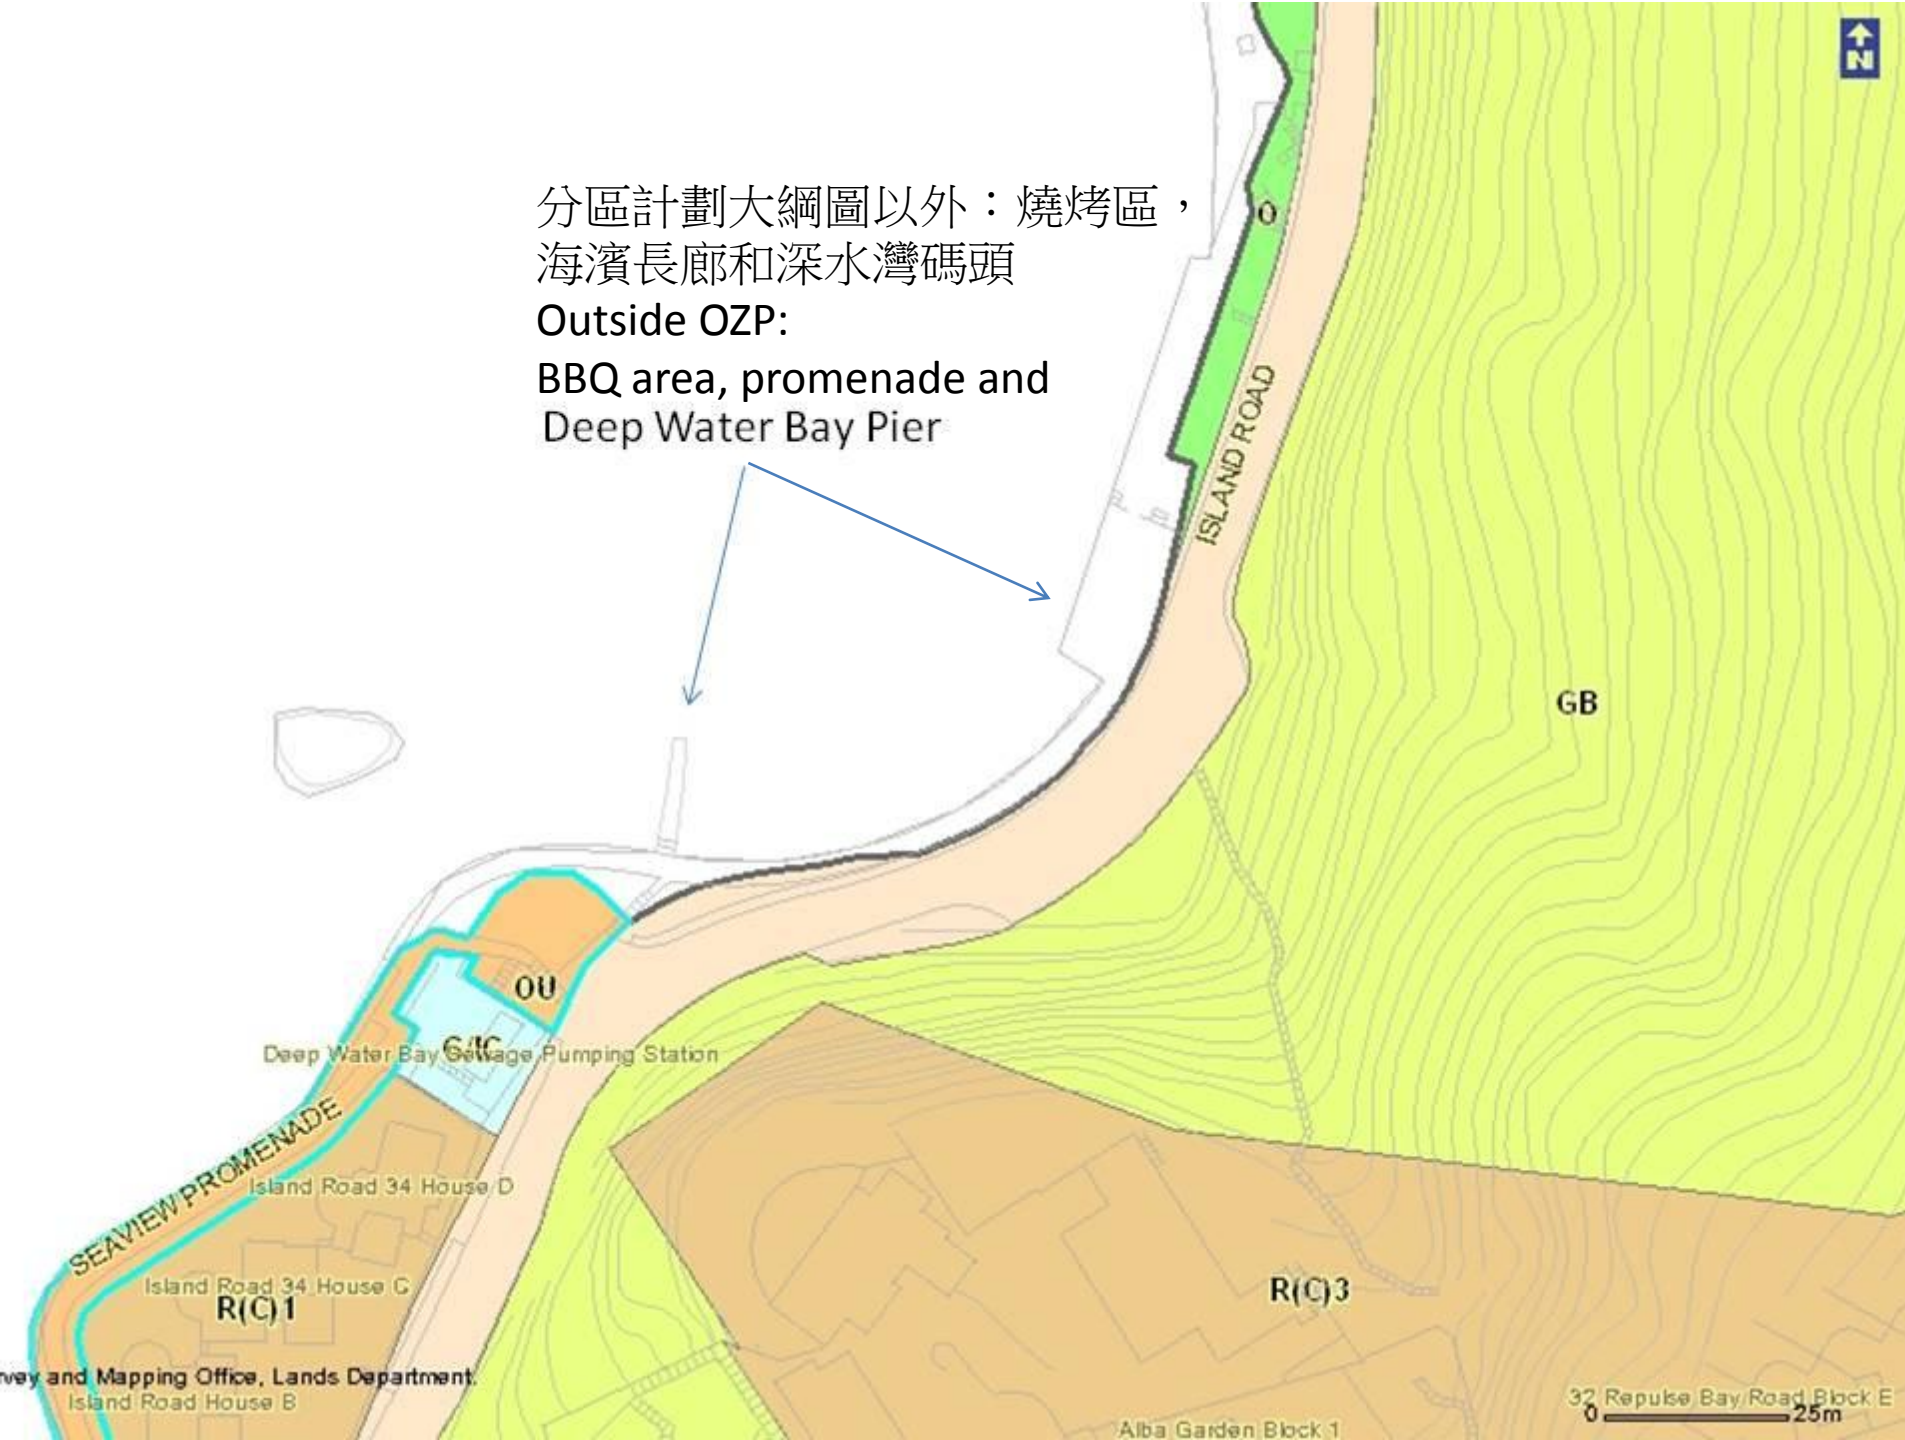 N
分區計劃大綱圖以外：燒烤區，
海濱長廊和深水灣碼頭
Outside OZP:
BBQ area, promenade and
Deep Water Bay Pier
O
ISLAND ROAD
GB
OU
G/IC
Deep Water Bay Sewage Pumping Station
SEAVIEW PROMENADE
Island Road 34 House D
Island Road 34 House C
R(C)1
R(C)3
and Mapping Office, Lands Department.
Island Road House B
32 Repulse Bay Road Block E
0 25m
Alba Garden Block 1